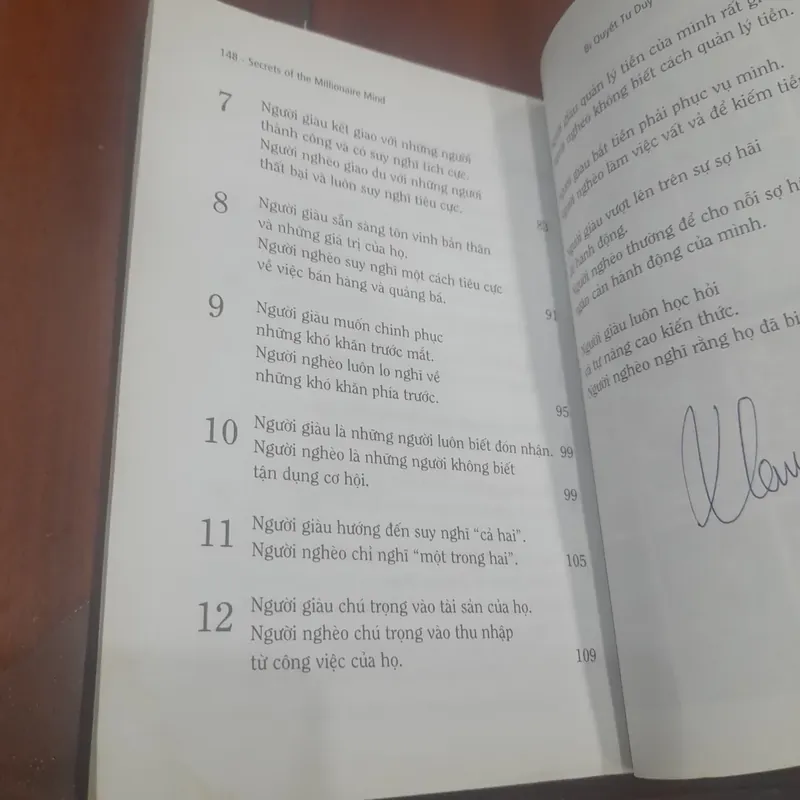 148 - Secrets of the Millionaire Mind
7
Người giàu kết giao với những người
thành công và có suy nghĩ tích cực.
Người nghèo giao du với những người
thất bại và luôn suy nghĩ tiêu cực.
83
8
Người giàu sẵn sàng tôn vinh bản thân
và những giá trị của họ.
Người nghèo suy nghĩ một cách tiêu cực
về việc bán hàng và quảng bá.
91
9
Người giàu muốn chinh phục
những khó khăn trước mắt.
Người nghèo luôn lo nghĩ về
những khó khăn phía trước.
95
10
Người giàu là những người luôn biết đón nhận. 99
Người nghèo là những người không biết
tận dụng cơ hội.
99
11
Người giàu hướng đến suy nghĩ “cả hai”.
Người nghèo chỉ nghĩ “một trong hai”. 105
12
Người giàu chú trọng vào tài sản của họ.
Người nghèo chú trọng vào thu nhập
từ công việc của họ. 109
Bí Quyết Tư Duy
giàu quản lý tiền của mình rất
nghèo không biết cách quản lý tiền.
giàu bắt tiền phải phục vụ mình.
nghèo làm việc vất vả để kiếm tiền
Người giàu vượt lên trên sự sợ hãi
hành động.
Người nghèo thường để cho nỗi sợ
ngăn cản hành động của mình.
Người giàu luôn học hỏi
và tự nâng cao kiến thức.
Người nghèo nghĩ rằng họ đã